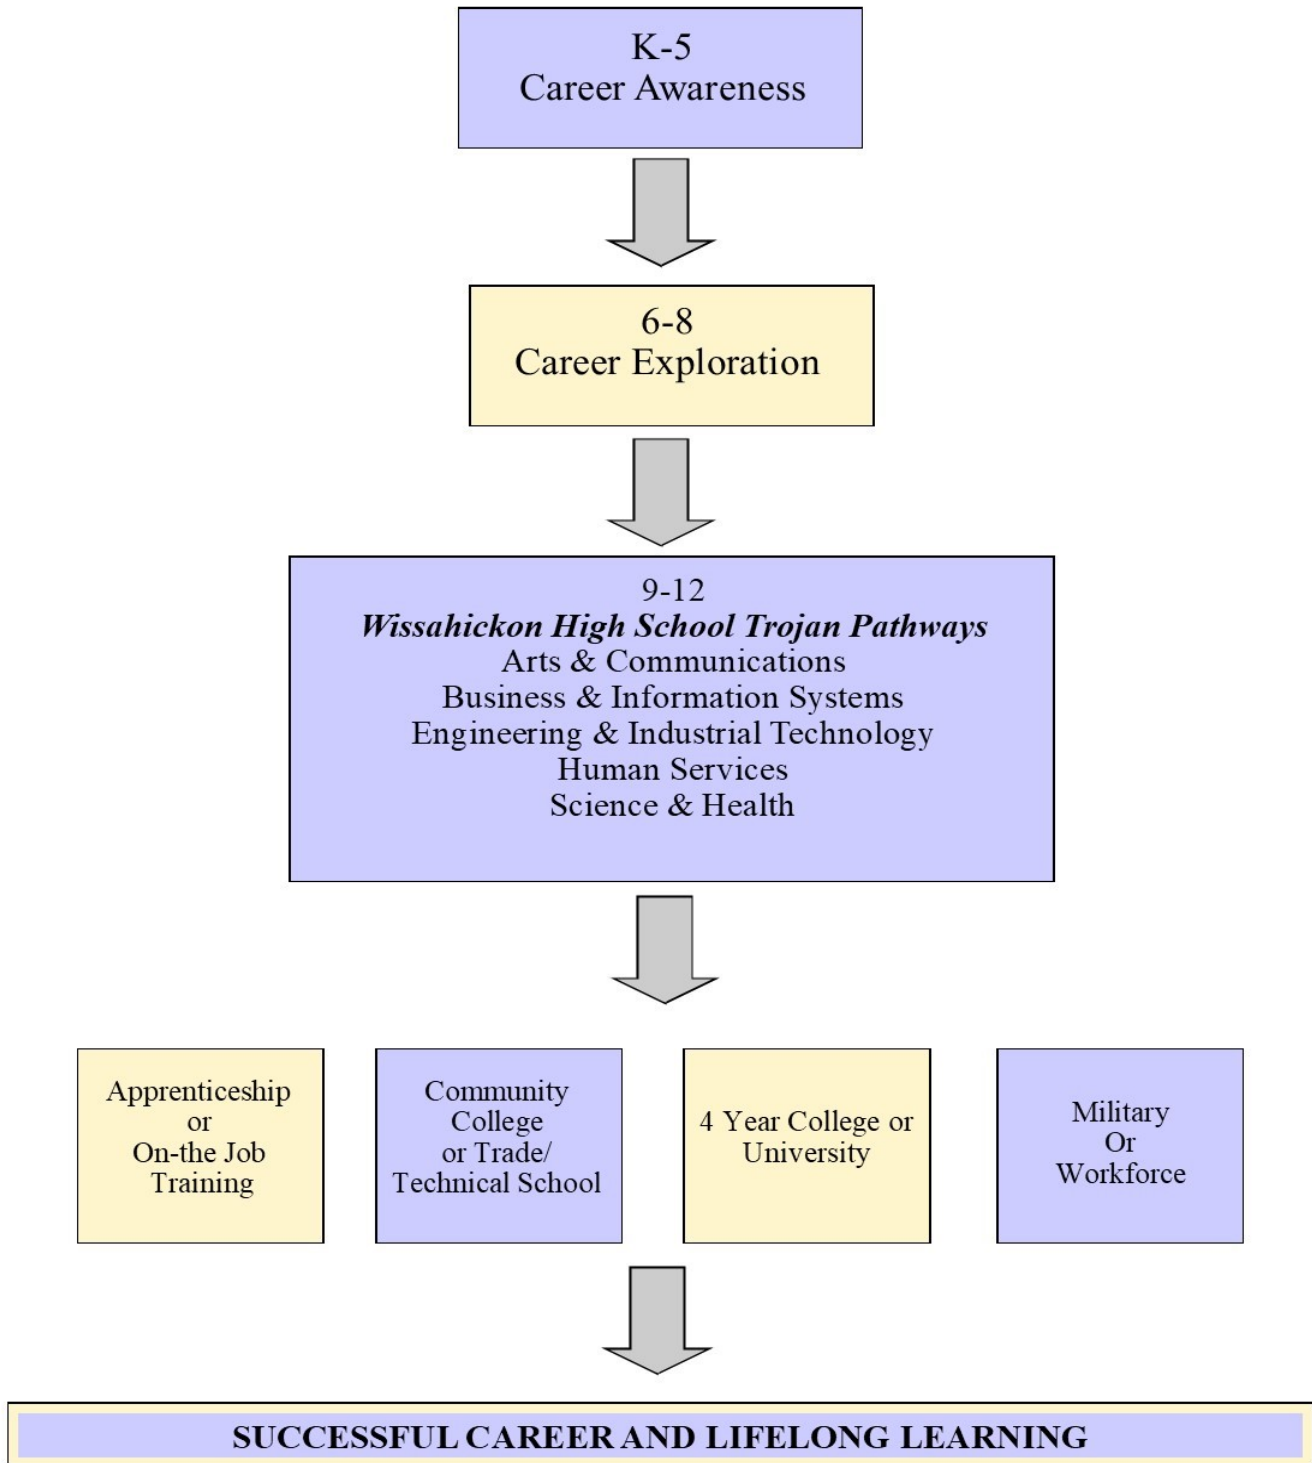 K-5
Career Awareness
6-8
Career Exploration
9-12
Wissahickon High School Trojan Pathways
Arts & Communications
Business & Information Systems
Engineering & Industrial Technology
Human Services
Science & Health
Apprenticeship
or
On-the Job
Training
Community
College
or Trade/
Technical School
4 Year College or
University
Military
Or
Workforce
SUCCESSFUL CAREER AND LIFELONG LEARNING